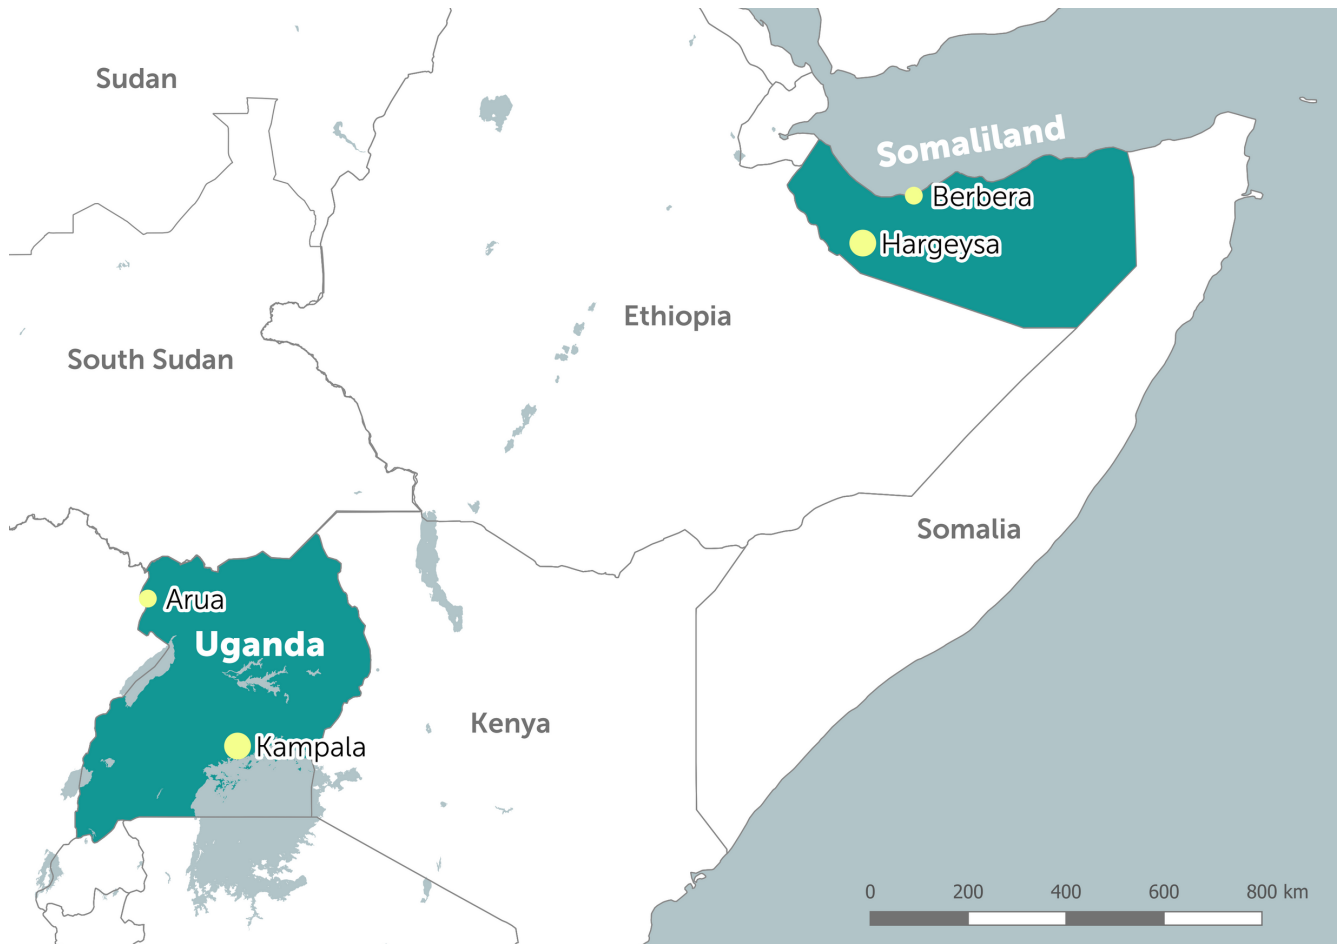 Sudan
Somaliland
Berbera
Hargeysa
Ethiopia
South Sudan
Somalia
Arua
Uganda
Kenya
Kampala
0 200 400 600 800 km